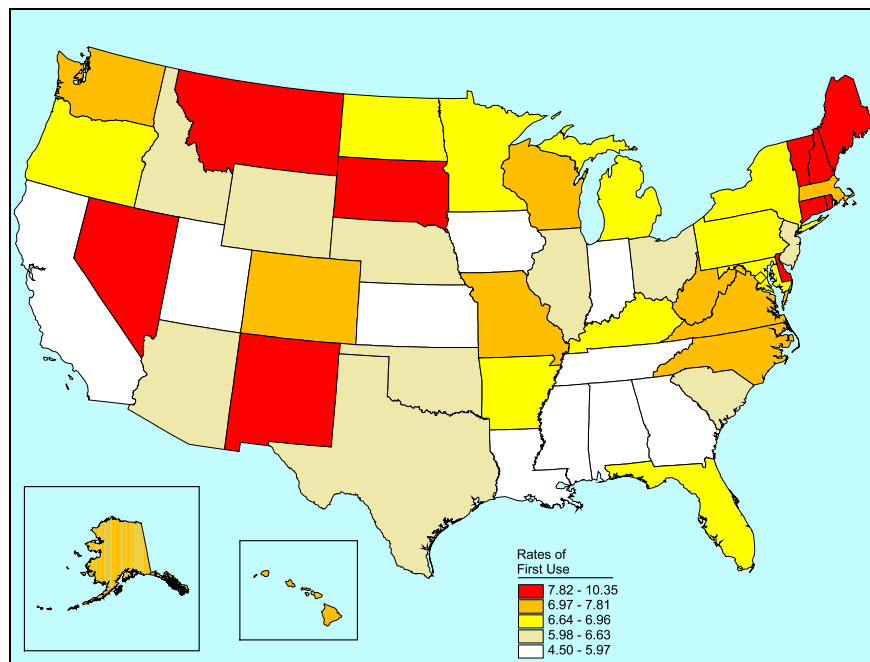 Rates of
First Use
7.82 - 10.35
6.97 - 7.81
6.64 - 6.96
5.98 - 6.63
4.50 - 5.97